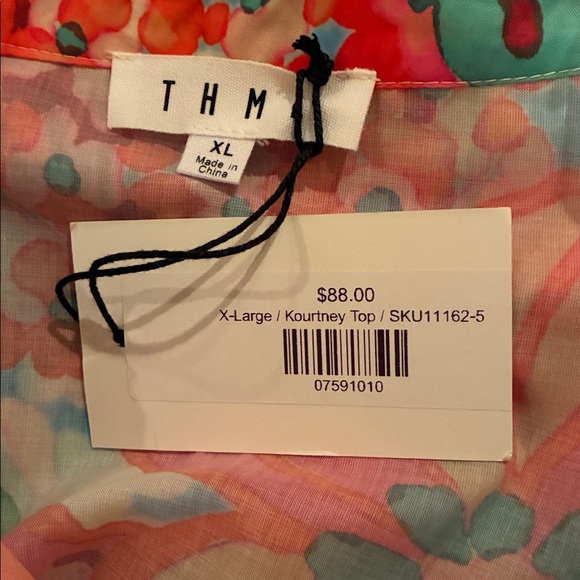 T H M
XL
Made in
China
$88.00
X-Large / Kourtney Top / SKU11162-5
07591010